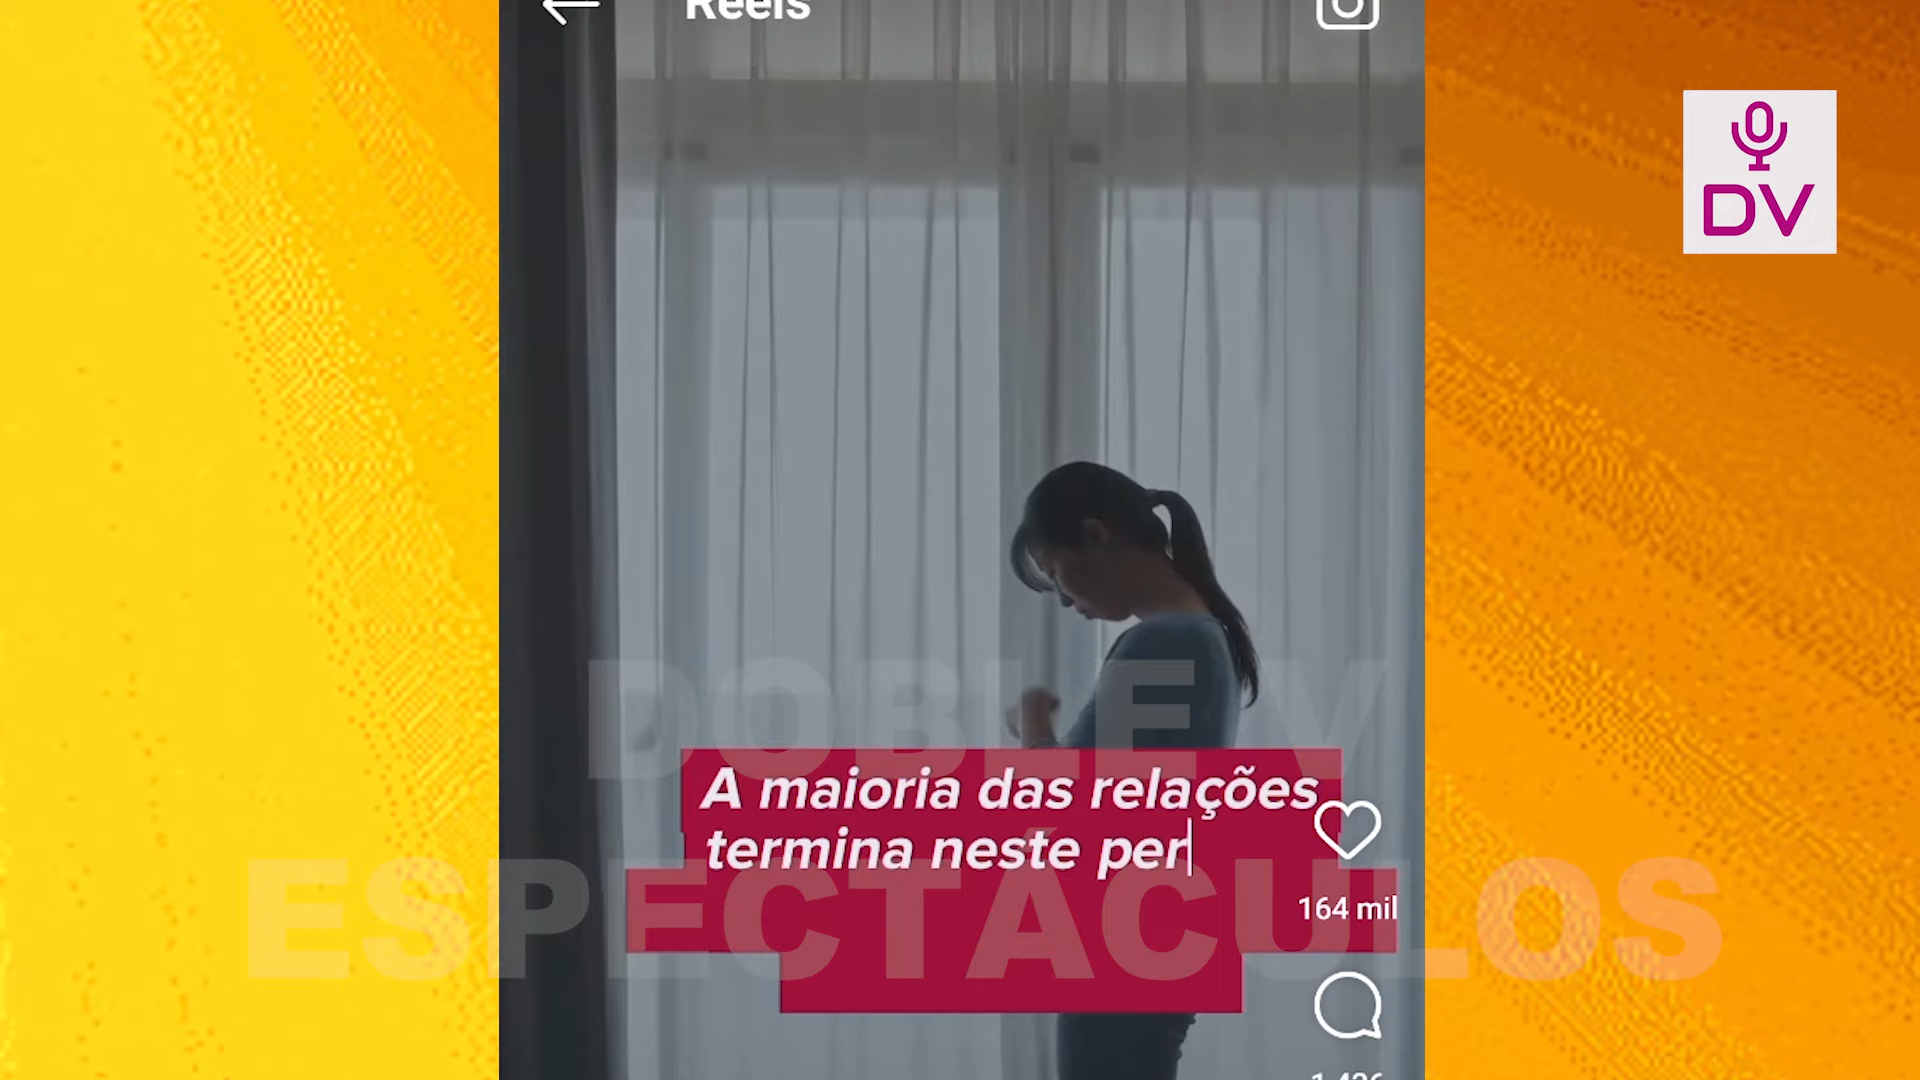 Reels
DV
DOBLE V
A maioria das relações
termina neste per
ESPECTÁCULOS
164 mil